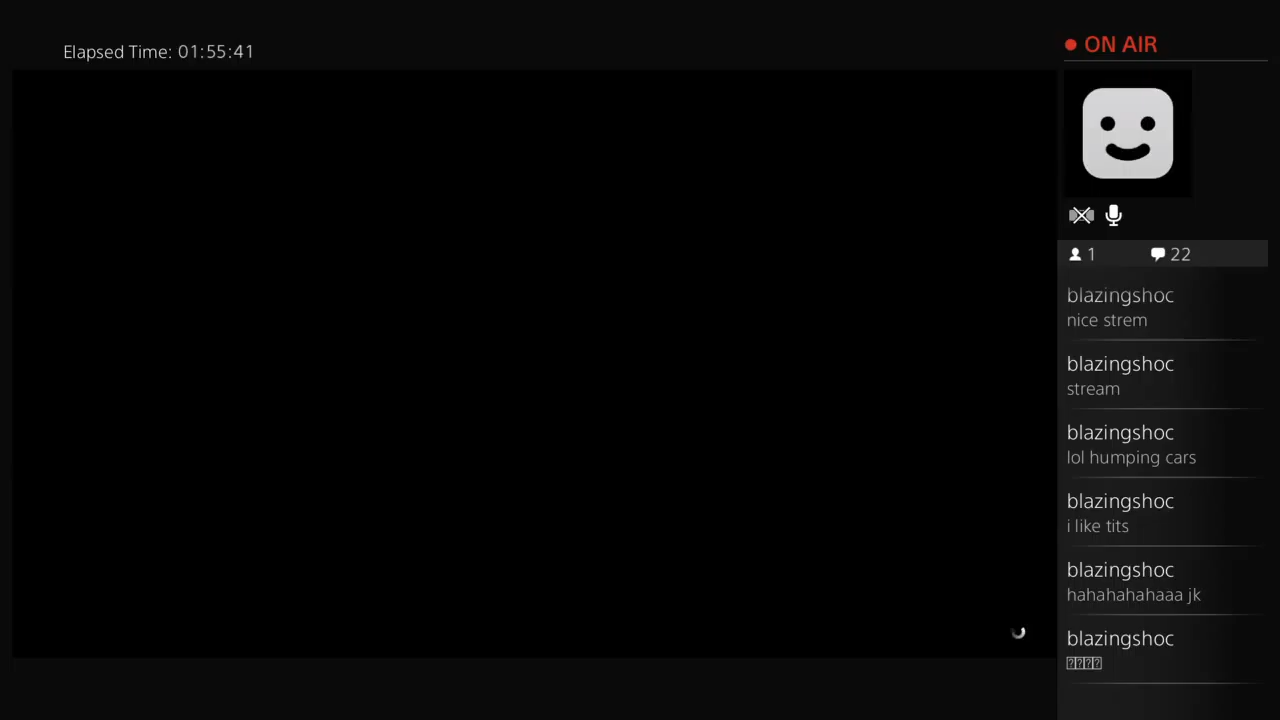 Elapsed Time: 01:55:41
ON AIR
1
22
blazingshoc
nice strem
blazingshoc
stream
blazingshoc
lol humping cars
blazingshoc
i like tits
blazingshoc
hahahahahaaa jk
blazingshoc